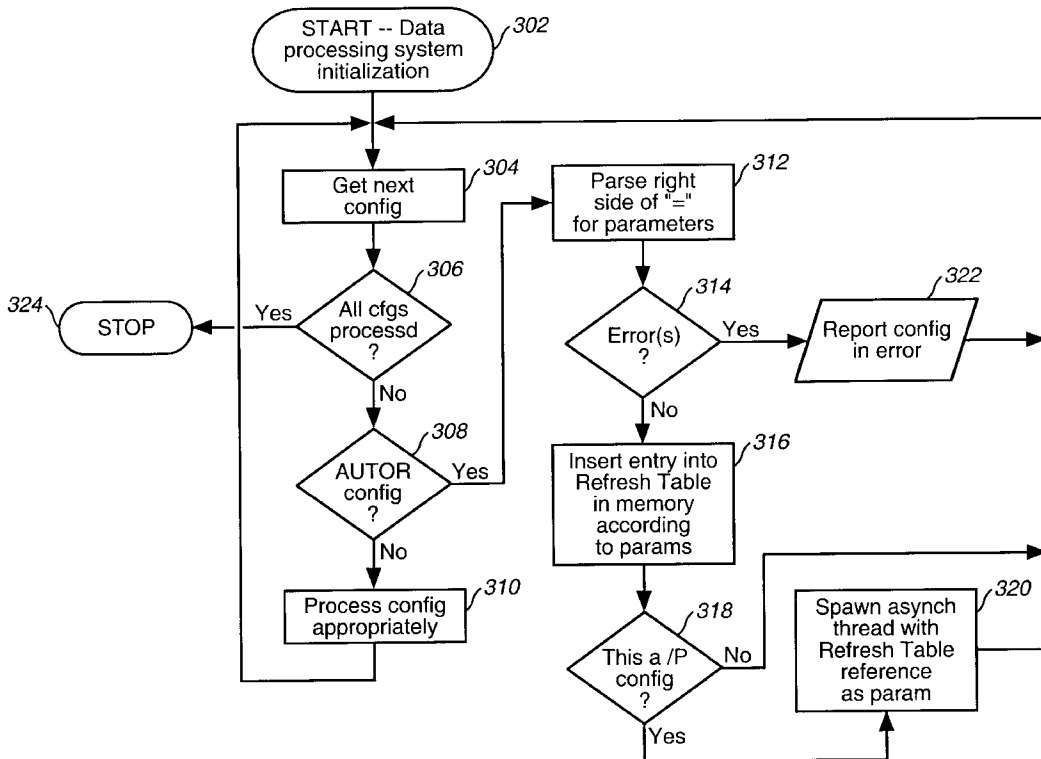 START -- Data
processing system
initialization
302
Get next
config
304
All cfgs
processd
?
306
Yes
No
STOP
324
AUTOR
config
?
308
Yes
No
Process config
appropriately
310
Parse right
side of "="
for parameters
312
Error(s)
?
314
Yes
No
Report config
in error
322
Insert entry into
Refresh Table
in memory
according
to params
316
This a /P
config
?
318
No
Yes
Spawn asynch
thread with
Refresh Table
reference
as param
320